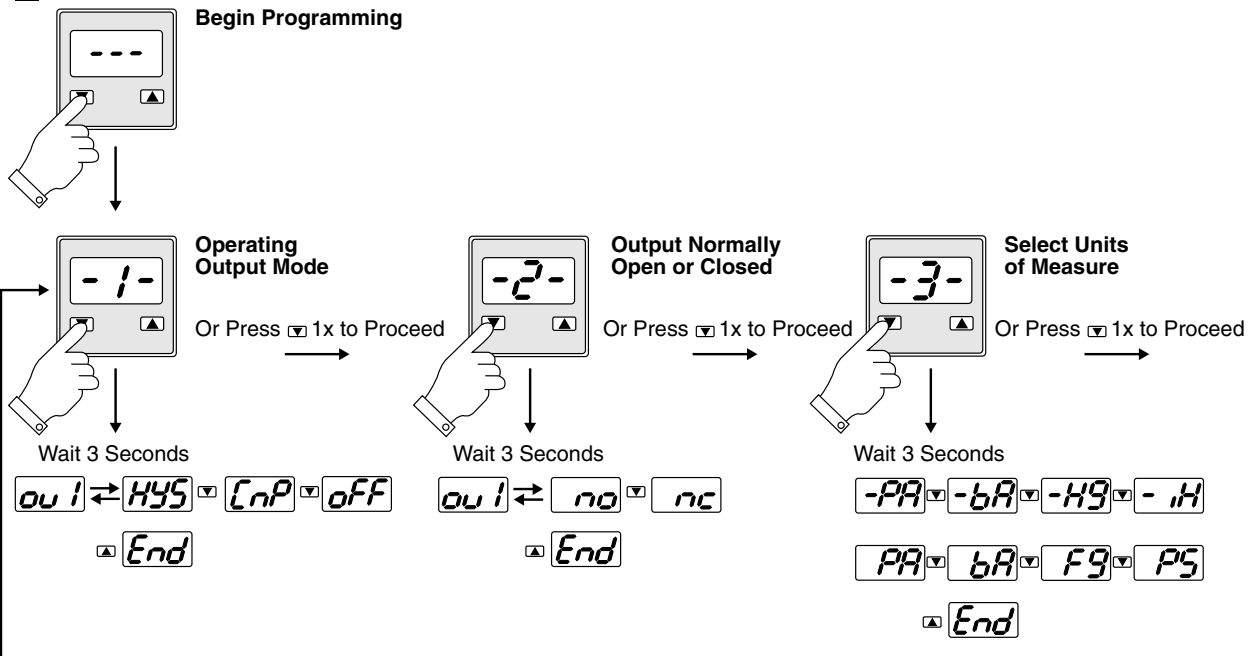 Begin Programming
---
-1-
Operating
Output Mode
Or Press ▼ 1x to Proceed
Wait 3 Seconds
ou1 ⇄ HYS ▼ CnP ▼ oFF
▲ End
-2-
Output Normally
Open or Closed
Or Press ▼ 1x to Proceed
Wait 3 Seconds
ou1 ⇄ no ▼ nc
▲ End
-3-
Select Units
of Measure
Or Press ▼ 1x to Proceed
Wait 3 Seconds
-PA ▼ -bA ▼ -Hg ▼ -iH
PA ▼ bA ▼ Fg ▼ PS
▲ End